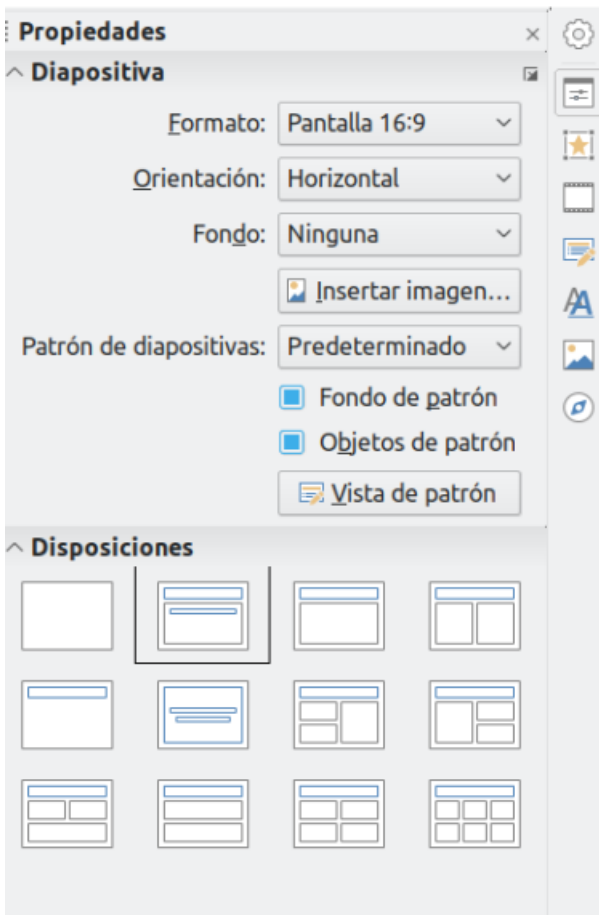 Propiedades
Diapositiva
Formato: Pantalla 16:9
Orientación: Horizontal
Fondo: Ninguna
Insertar imagen...
Patrón de diapositivas: Predeterminado
Fondo de patrón
Objetos de patrón
Vista de patrón
Disposiciones